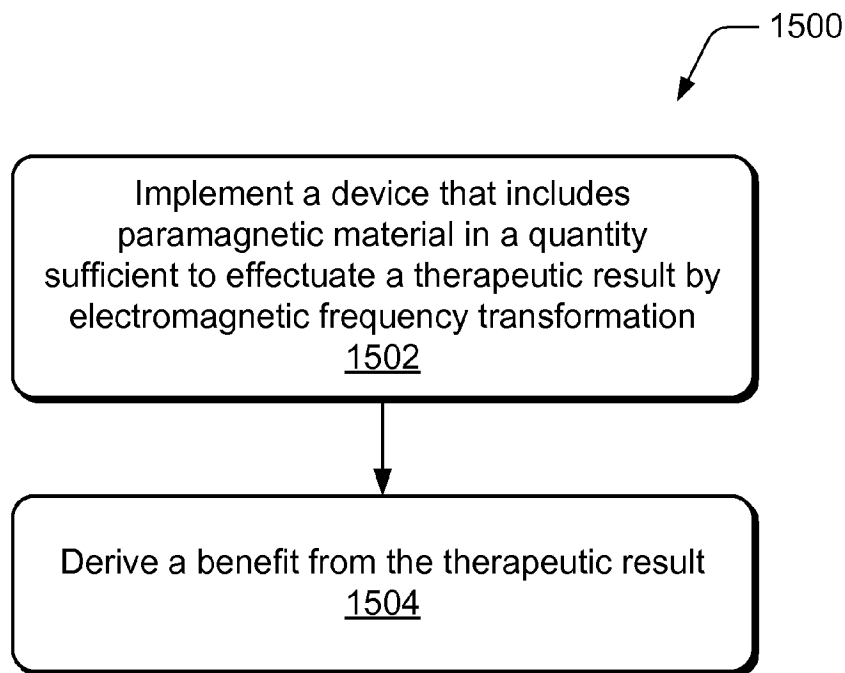 1500
Implement a device that includes
paramagnetic material in a quantity
sufficient to effectuate a therapeutic result by
electromagnetic frequency transformation
1502
Derive a benefit from the therapeutic result
1504